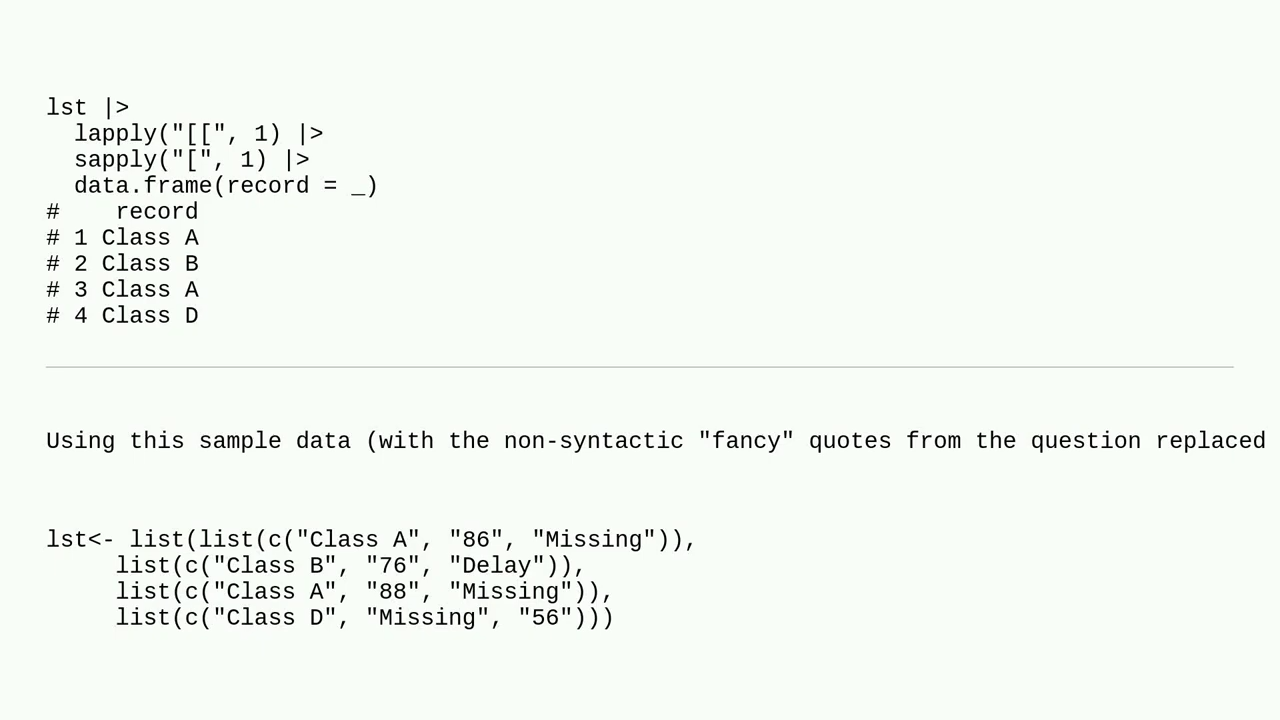 lst |>
  lapply("[[", 1) |>
  sapply("[", 1) |>
  data.frame(record = _)
#    record
# 1 Class A
# 2 Class B
# 3 Class A
# 4 Class D
Using this sample data (with the non-syntactic "fancy" quotes from the question replaced
lst<- list(list(c("Class A", "86", "Missing")),
     list(c("Class B", "76", "Delay")),
     list(c("Class A", "88", "Missing")),
     list(c("Class D", "Missing", "56")))